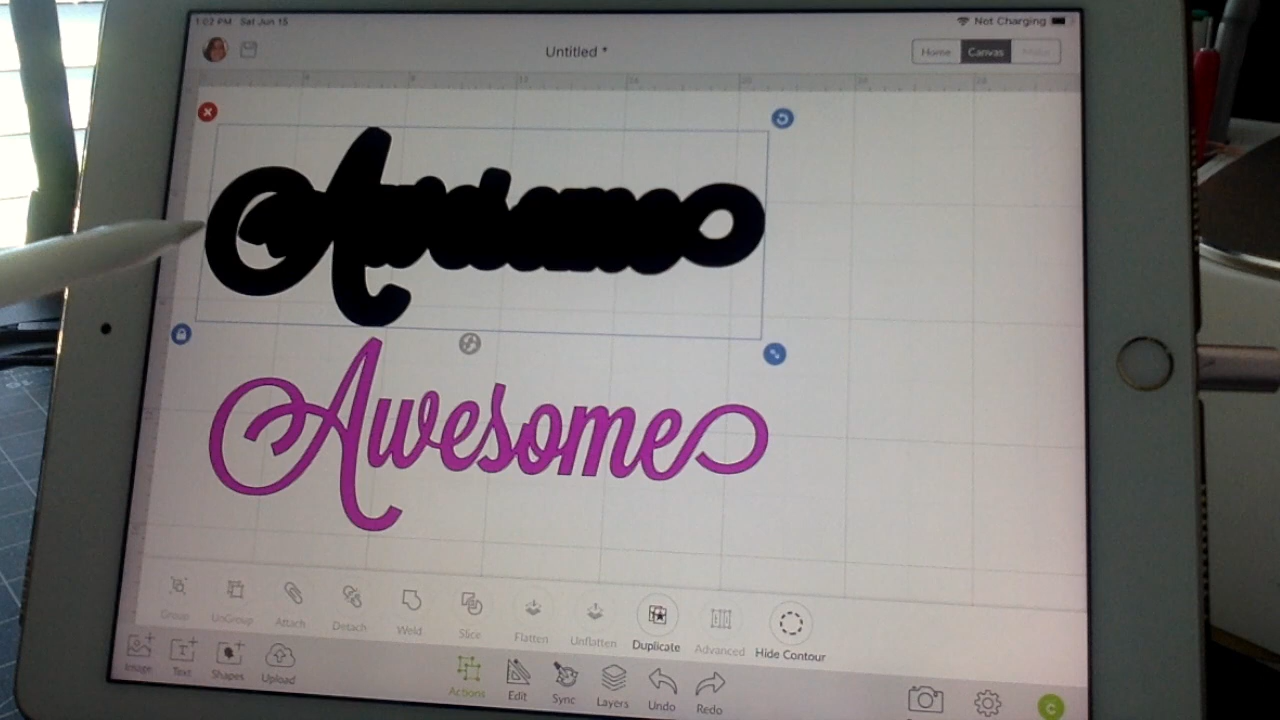 1:02 PM Sat Jun 15
Not Charging
Untitled *
Home Canvas Make
Awesome
Awesome
Group UnGroup Attach Detach Weld Slice Flatten Unflatten Duplicate Advanced Hide Contour
Image Text Shapes Upload Actions Edit Sync Layers Undo Redo
C